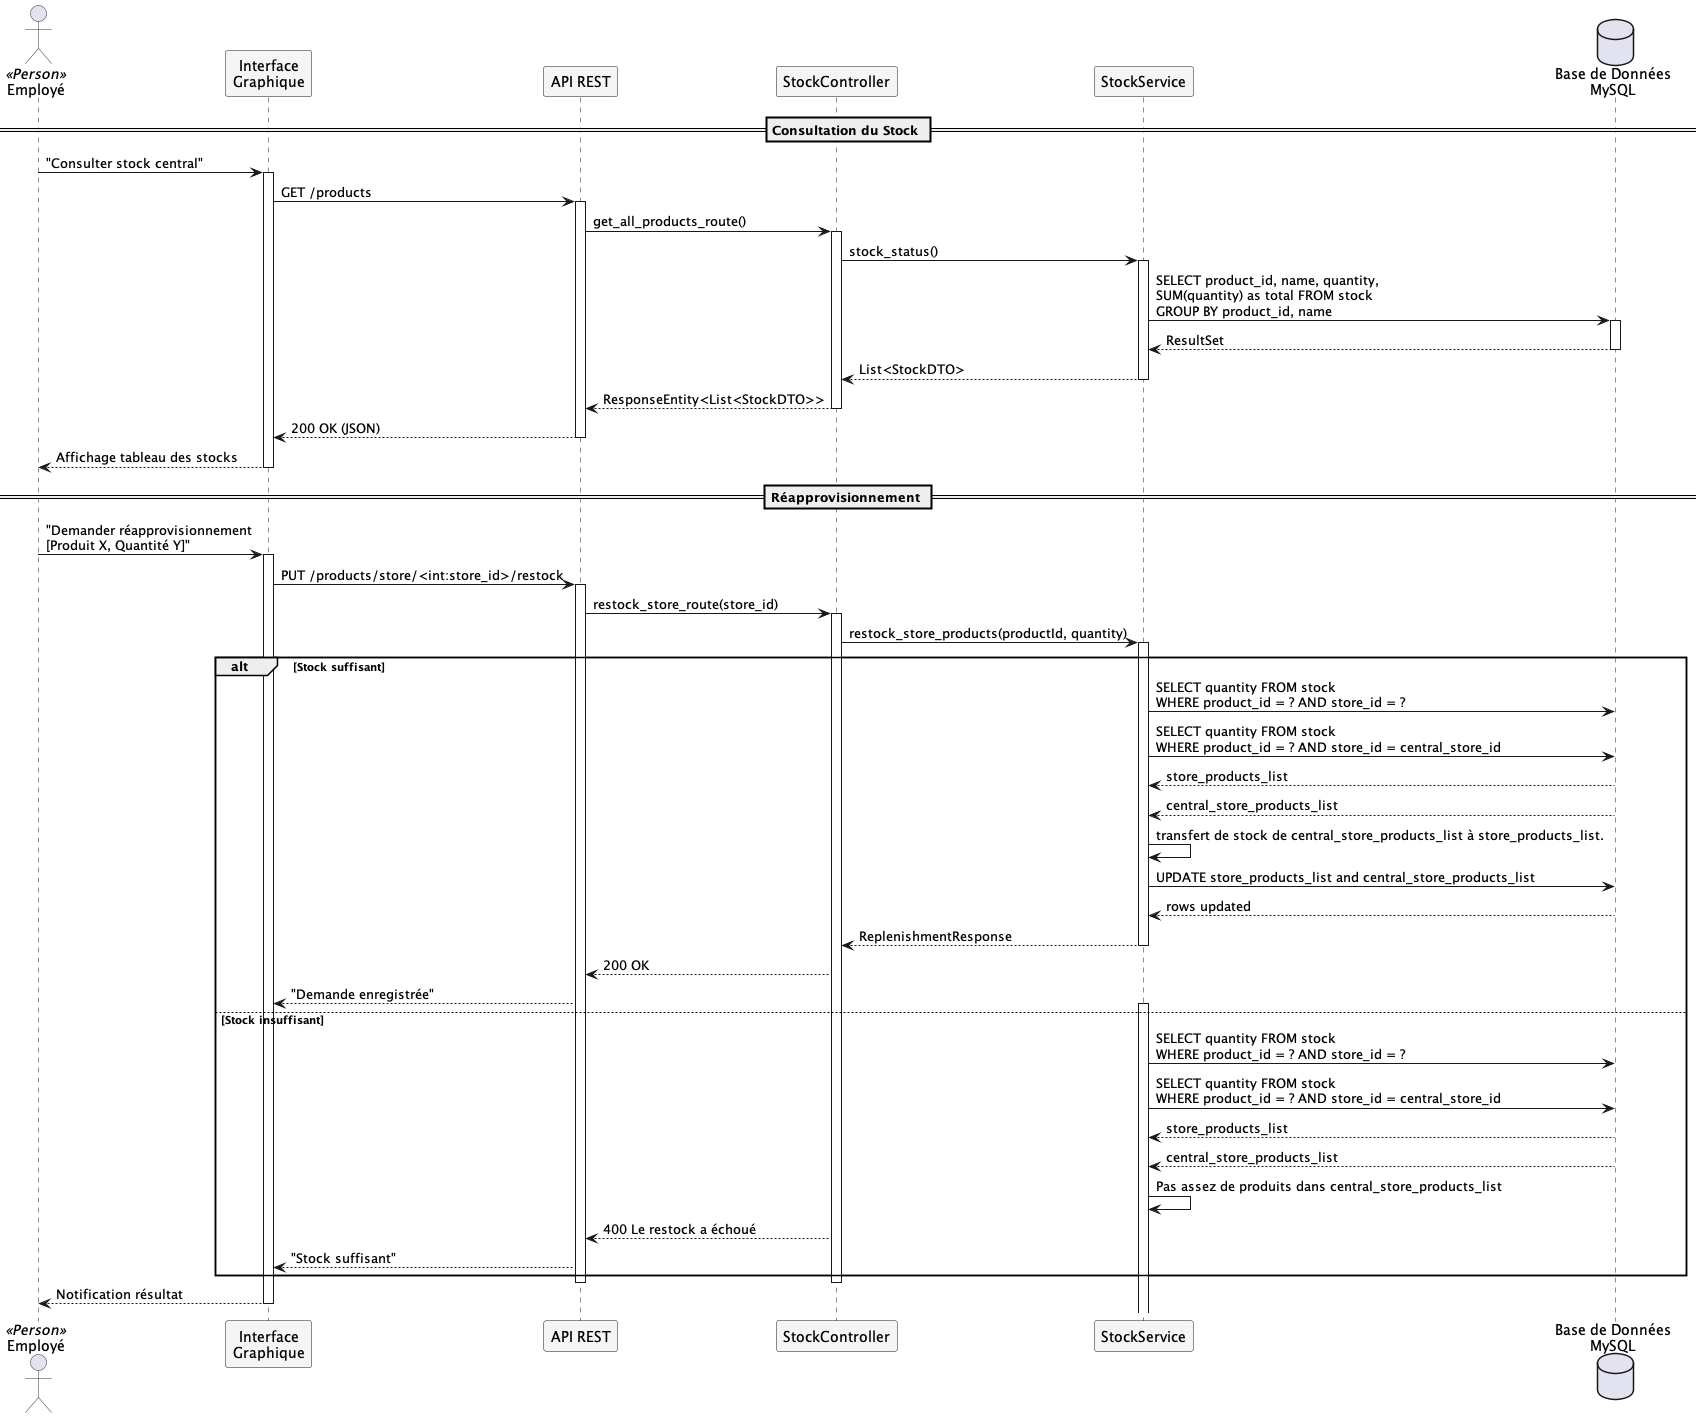 «Person»
Employé
Interface
Graphique
API REST
StockController
StockService
Base de Données
MySQL
Consultation du Stock
"Consulter stock central"
GET /products
get_all_products_route()
stock_status()
SELECT product_id, name, quantity,
SUM(quantity) as total FROM stock
GROUP BY product_id, name
ResultSet
List<StockDTO>
ResponseEntity<List<StockDTO>>
200 OK (JSON)
Affichage tableau des stocks
Réapprovisionnement
"Demander réapprovisionnement
[Produit X, Quantité Y]"
PUT /products/store/<int:store_id>/restock
restock_store_route(store_id)
restock_store_products(productId, quantity)
alt
[Stock suffisant]
SELECT quantity FROM stock
WHERE product_id = ? AND store_id = ?
SELECT quantity FROM stock
WHERE product_id = ? AND store_id = central_store_id
store_products_list
central_store_products_list
transfert de stock de central_store_products_list à store_products_list.
UPDATE store_products_list and central_store_products_list
rows updated
ReplenishmentResponse
200 OK
"Demande enregistrée"
[Stock insuffisant]
SELECT quantity FROM stock
WHERE product_id = ? AND store_id = ?
SELECT quantity FROM stock
WHERE product_id = ? AND store_id = central_store_id
store_products_list
central_store_products_list
Pas assez de produits dans central_store_products_list
400 Le restock a échoué
"Stock suffisant"
Notification résultat
«Person»
Employé
Interface
Graphique
API REST
StockController
StockService
Base de Données
MySQL